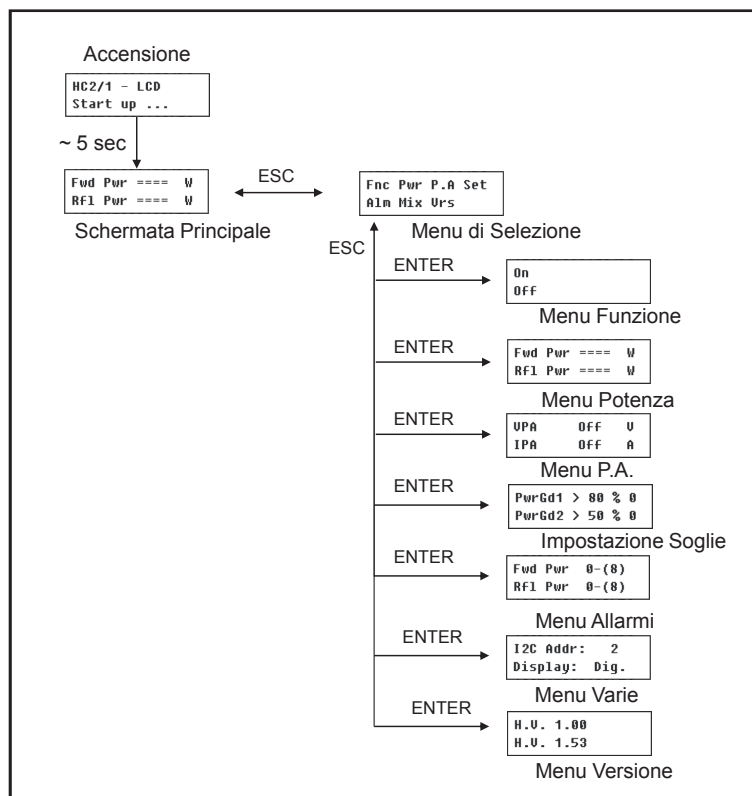 Accensione
HC2/1 - LCD
Start up ...
~ 5 sec
Fwd Pwr ==== W
Rfl Pwr ==== W
Schermata Principale
ESC
Fnc Pwr P.A Set
Alm Mix Vrs
Menu di Selezione
ESC
ENTER
On
Off
Menu Funzione
ENTER
Fwd Pwr ==== W
Rfl Pwr ==== W
Menu Potenza
ENTER
VPA Off V
IPA Off A
Menu P.A.
ENTER
PwrGd1 > 80 % 0
PwrGd2 > 50 % 0
Impostazione Soglie
ENTER
Fwd Pwr 0-(8)
Rfl Pwr 0-(8)
Menu Allarmi
ENTER
I2C Addr: 2
Display: Dig.
Menu Varie
ENTER
H.V. 1.00
H.V. 1.53
Menu Versione